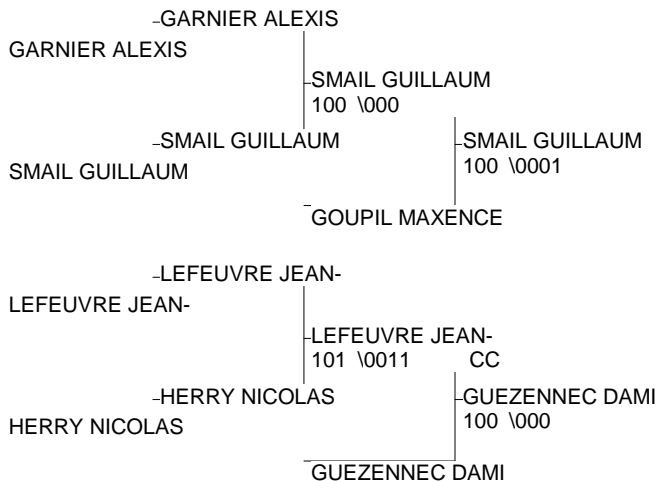 GARNIER ALEXIS
GARNIER ALEXIS
SMAIL GUILLAUM
100 \000
SMAIL GUILLAUM
SMAIL GUILLAUM
100 \0001
SMAIL GUILLAUM
GOUPIL MAXENCE
LEFEUVRE JEAN-
LEFEUVRE JEAN-
LEFEUVRE JEAN-
101 \0011 CC
HERRY NICOLAS
GUEZENNEC DAMI
100 \000
HERRY NICOLAS
GUEZENNEC DAMI